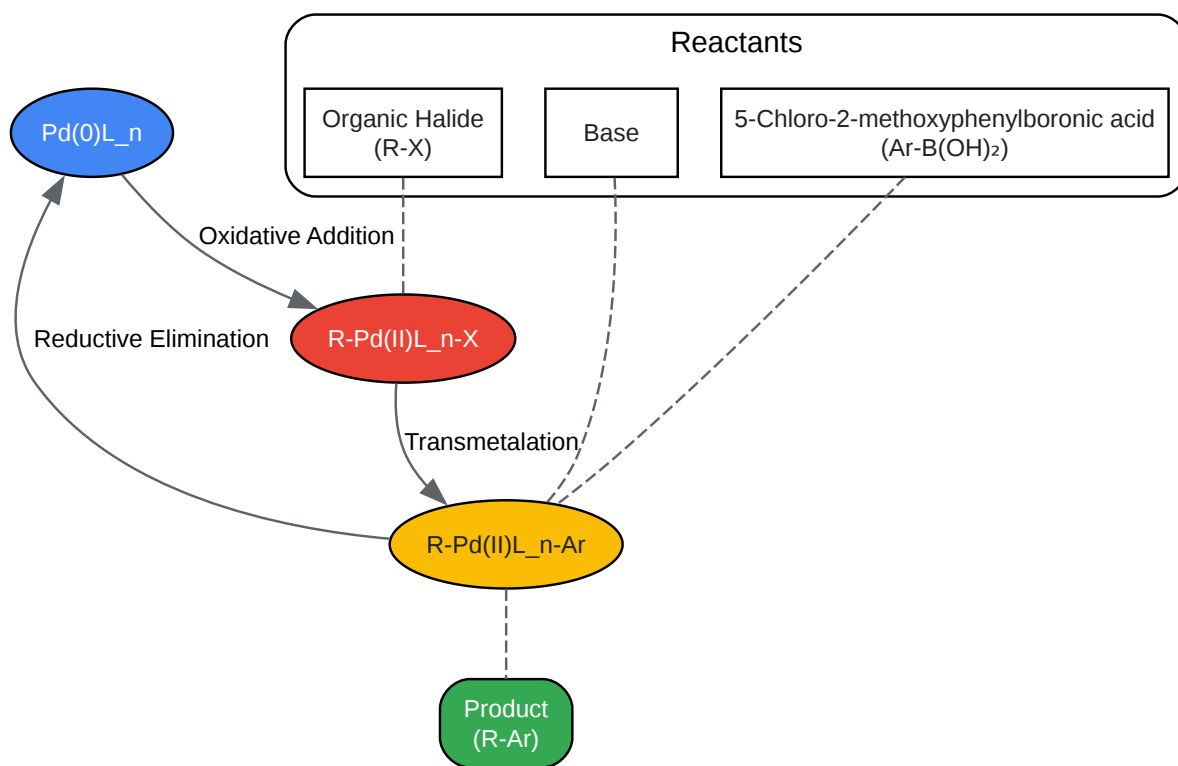 Reactants
Organic Halide
(R-X)
Base
5-Chloro-2-methoxyphenylboronic acid
(Ar-B(OH)₂)
Pd(0)L_n
Oxidative Addition
Reductive Elimination
R-Pd(II)L_n-X
Transmetalation
R-Pd(II)L_n-Ar
Product
(R-Ar)